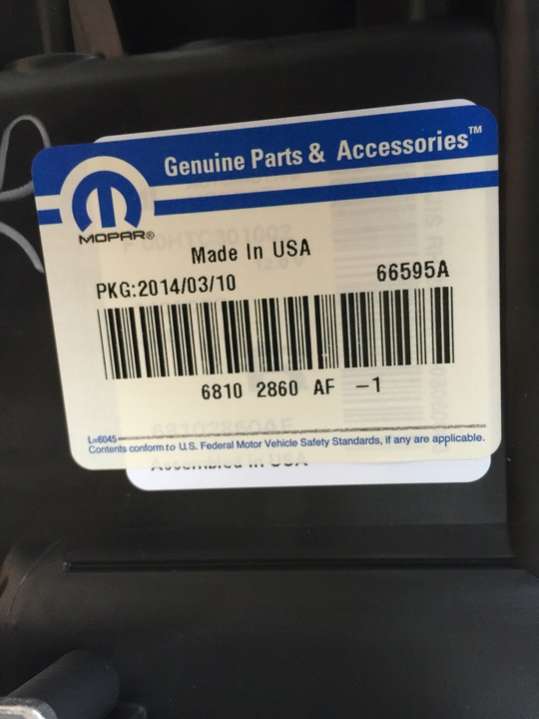 Genuine Parts & Accessories™
MOPAR®
Made In USA
PKG:2014/03/10 66595A
6810 2860 AF -1
68102860AF
L=6045
Contents conform to U.S. Federal Motor Vehicle Safety Standards, if any are applicable.
Assembled in USA